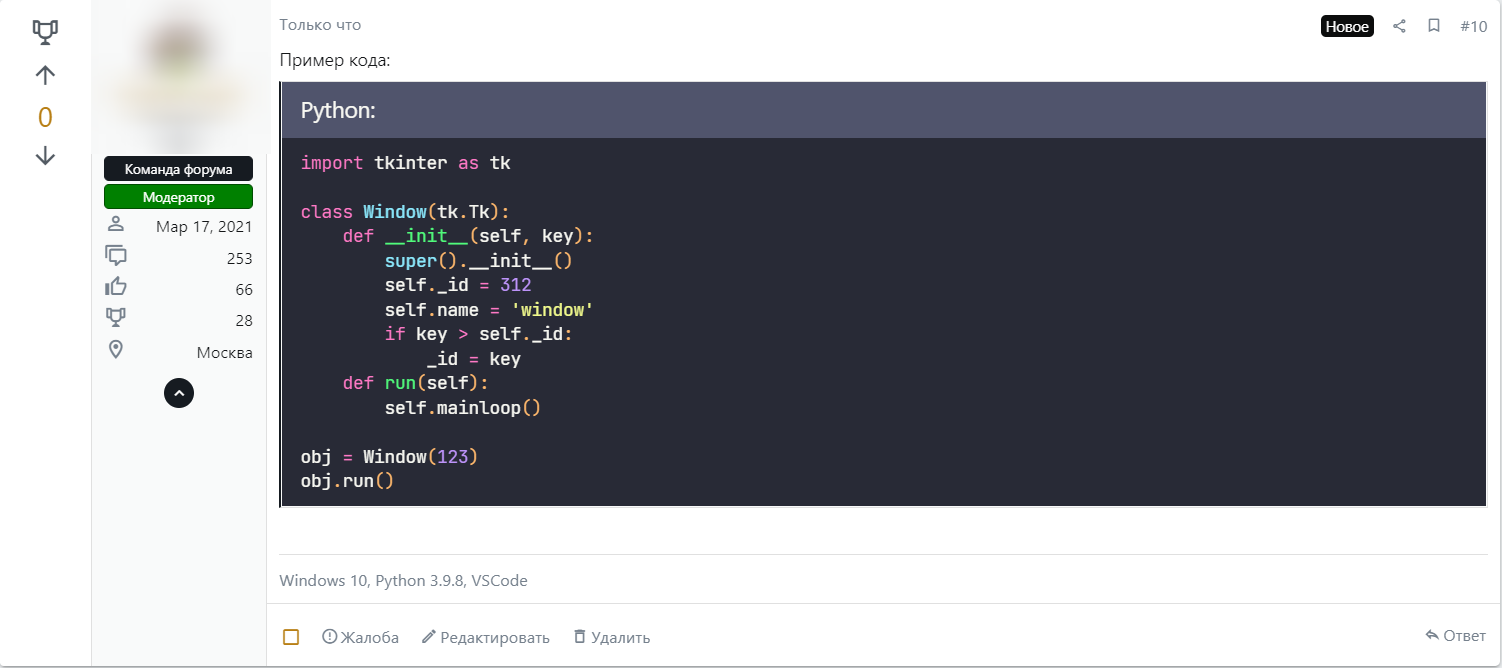 0
Команда форума
Модератор
Мар 17, 2021
253
66
28
Москва
Только что
Новое
#10
Пример кода:
Python:
import tkinter as tk
class Window(tk.Tk):
    def __init__(self, key):
        super().__init__()
        self._id = 312
        self.name = 'window'
        if key > self._id:
            _id = key
    def run(self):
        self.mainloop()
obj = Window(123)
obj.run()
Windows 10, Python 3.9.8, VSCode
Жалоба Редактировать Удалить Ответ